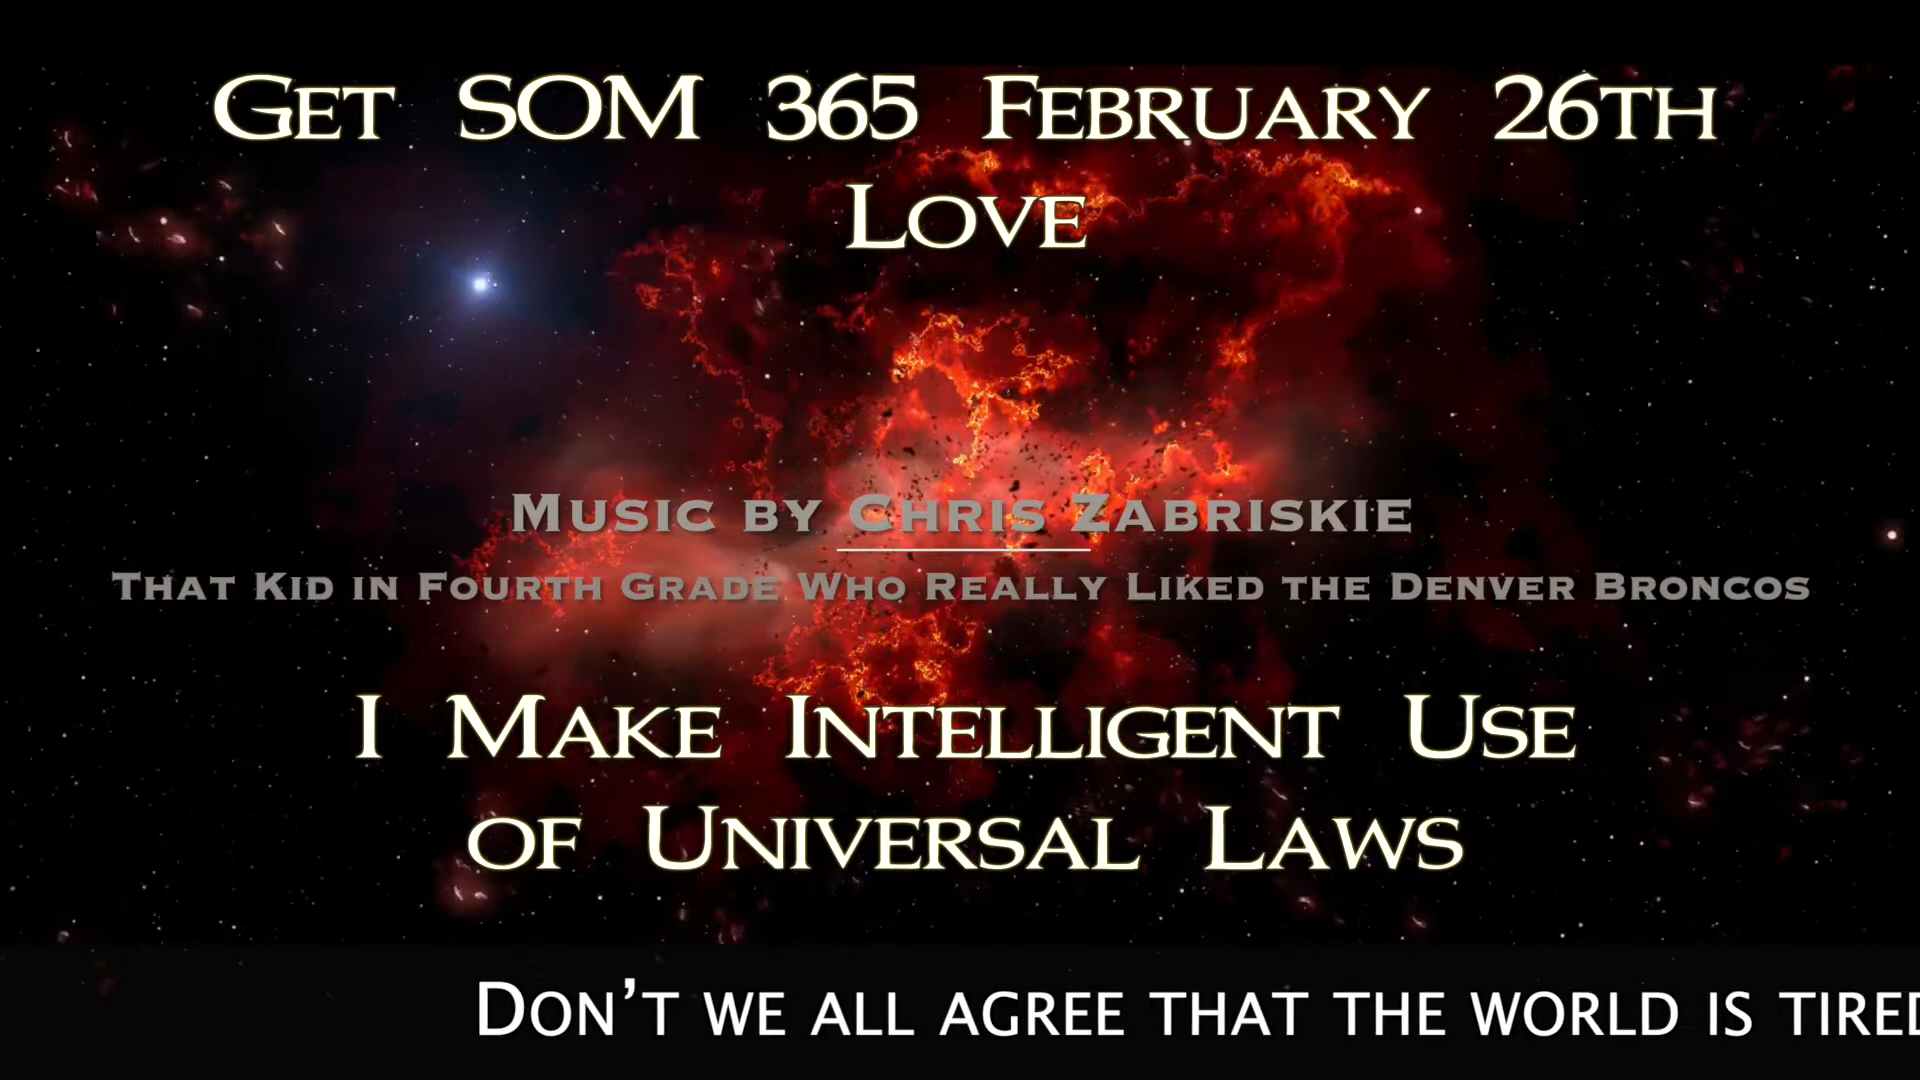 Get SOM 365 February 26th
Love
Music by Chris Zabriskie
That Kid in Fourth Grade Who Really Liked the Denver Broncos
I Make Intelligent Use
of Universal Laws
Don't we all agree that the world is tired